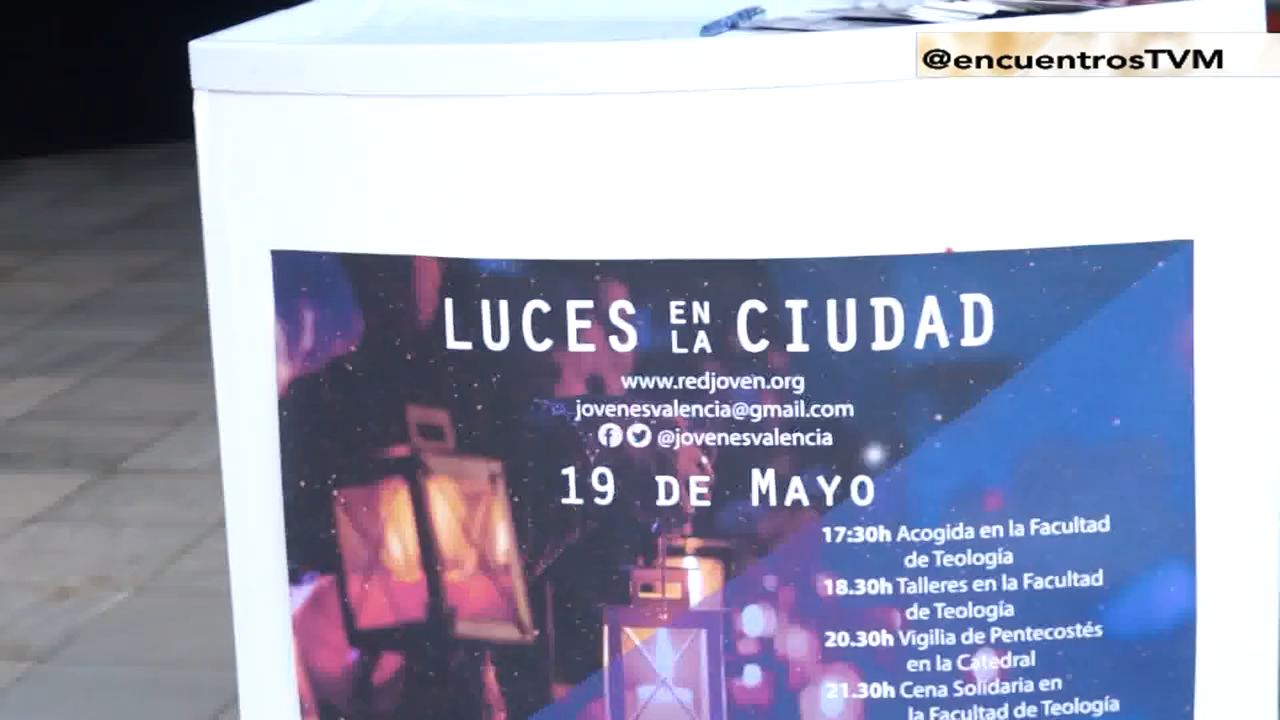 @encuentrosTVM
LUCES EN LA CIUDAD
www.redjoven.org
jovenesvalencia@gmail.com
@jovenesvalencia
19 DE MAYO
17:30h Acogida en la Facultad
de Teología
18.30h Talleres en la Facultad
de Teología
20.30h Vigilia de Pentecostés
en la Catedral
21.30h Cena Solidaria en
la Facultad de Teología